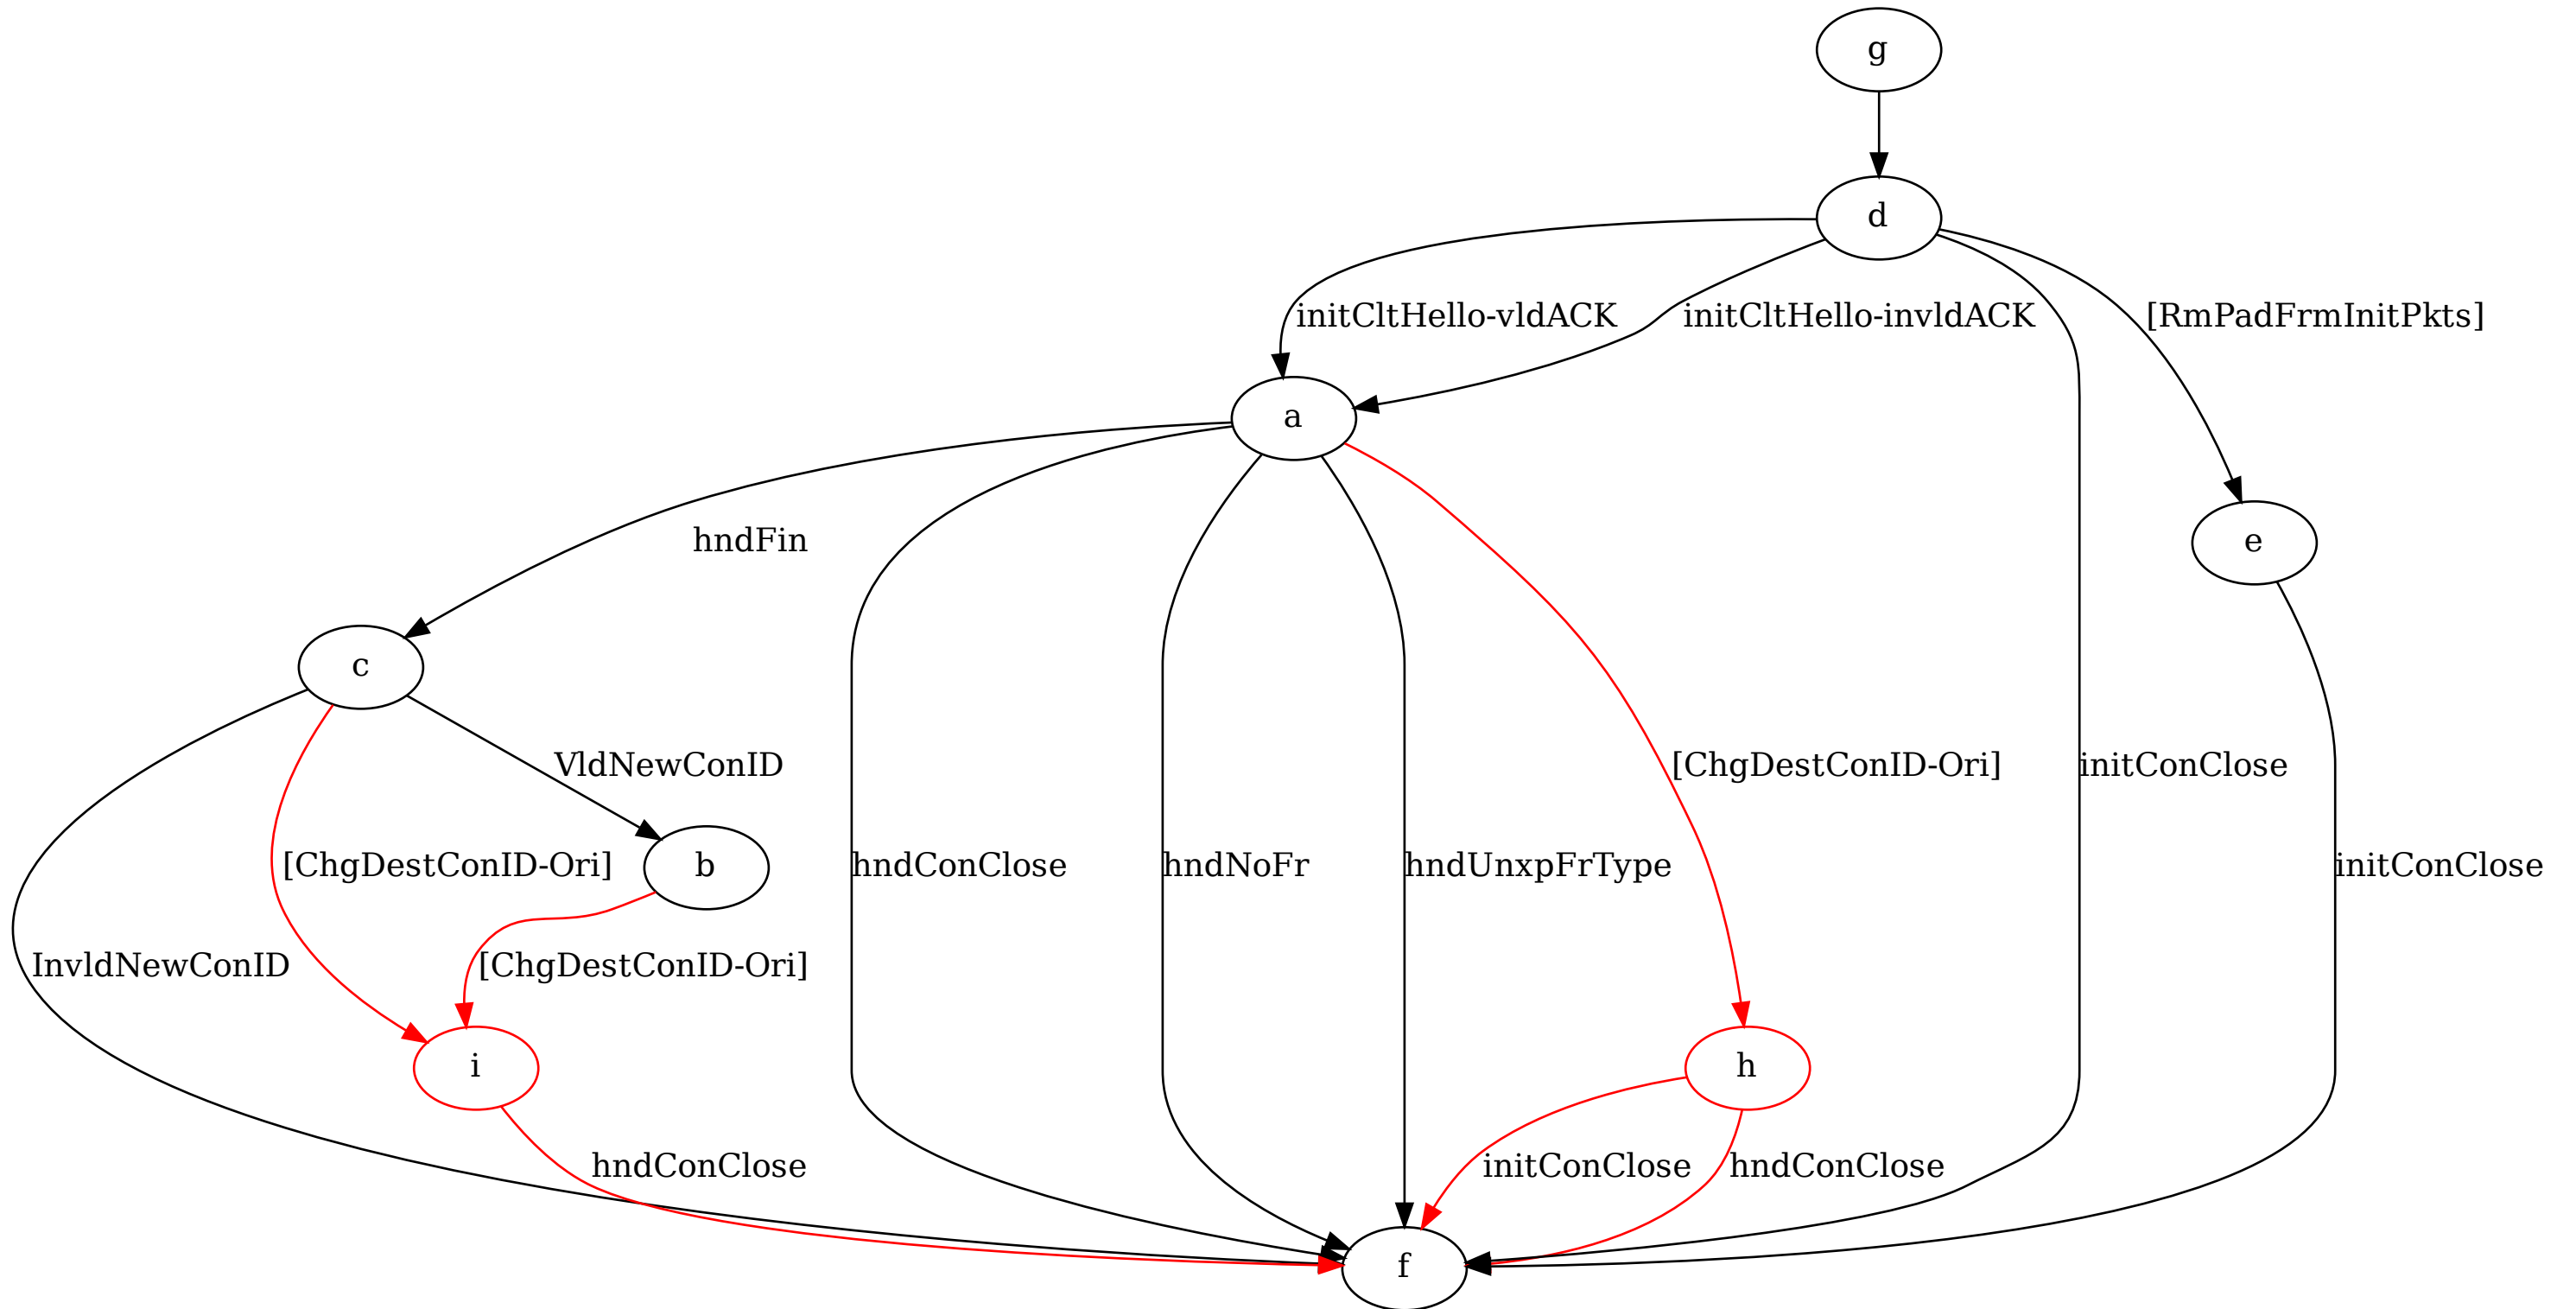 g
d
initCltHello-vldACK
initCltHello-invldACK
[RmPadFrmInitPkts]
a
hndFin
e
c
VldNewConID
[ChgDestConID-Ori]
initConClose
[ChgDestConID-Ori]
b
hndConClose
hndNoFr
hndUnxpFrType
initConClose
InvldNewConID
[ChgDestConID-Ori]
i
h
hndConClose
initConClose
hndConClose
f